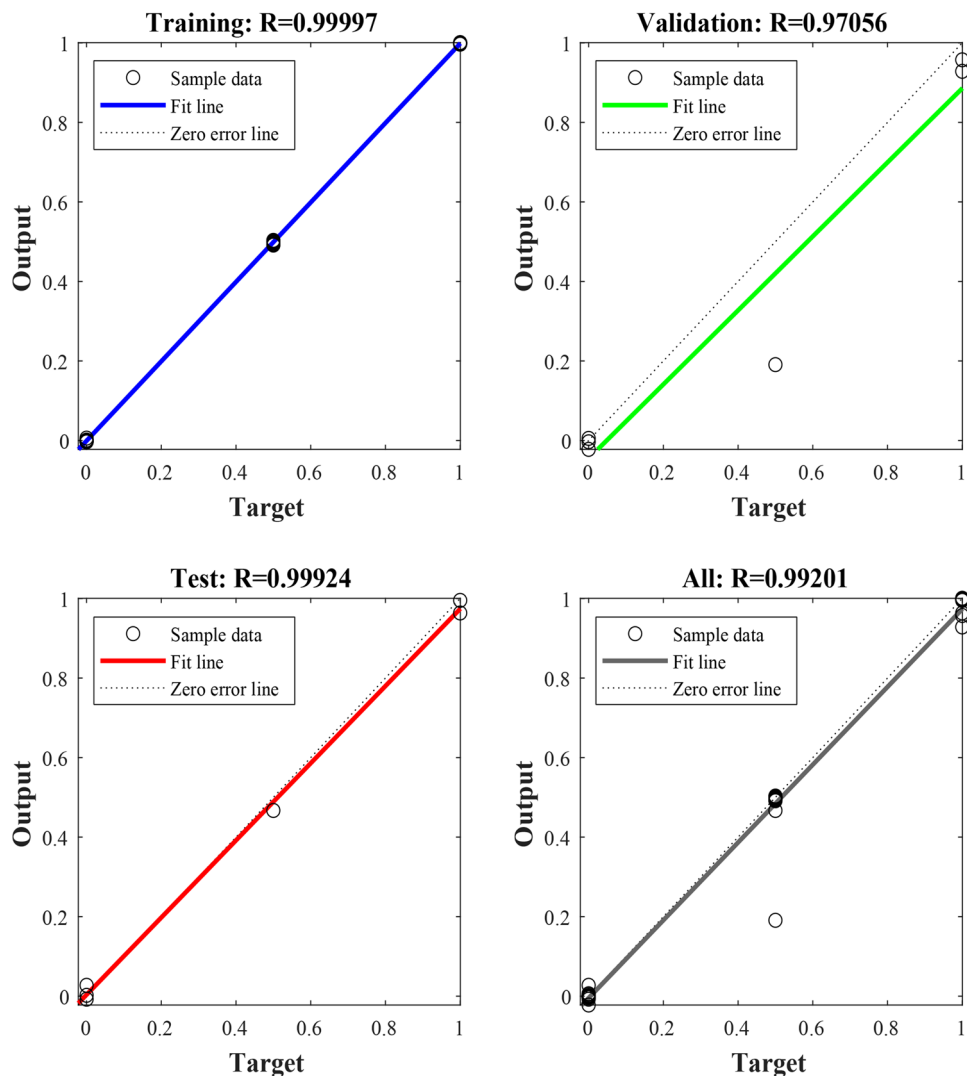 Training: R=0.99997
1
0.8
0.6
0.4
0.2
0
Output
Sample data
Fit line
Zero error line
0 0.2 0.4 0.6 0.8 1
Target
Validation: R=0.97056
1
0.8
0.6
0.4
0.2
0
Output
Sample data
Fit line
Zero error line
0 0.2 0.4 0.6 0.8 1
Target
Test: R=0.99924
1
0.8
0.6
0.4
0.2
0
Output
Sample data
Fit line
Zero error line
0 0.2 0.4 0.6 0.8 1
Target
All: R=0.99201
1
0.8
0.6
0.4
0.2
0
Output
Sample data
Fit line
Zero error line
0 0.2 0.4 0.6 0.8 1
Target